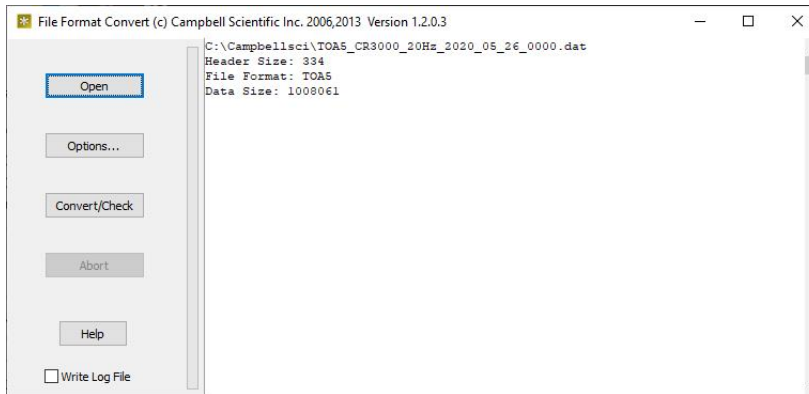 File Format Convert (c) Campbell Scientific Inc. 2006,2013 Version 1.2.0.3
C:\Campbellsci\TOA5_CR3000_20Hz_2020_05_26_0000.dat
Header Size: 334
File Format: TOA5
Data Size: 1008061
Open
Options...
Convert/Check
Abort
Help
Write Log File